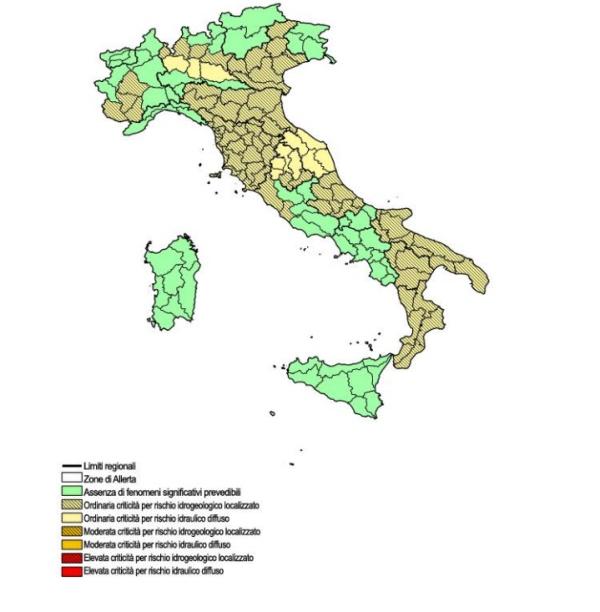 Limiti regionali
Zone di Allerta
Assenza di fenomeni significativi prevedibili
Ordinaria criticità per rischio idrogeologico localizzato
Ordinaria criticità per rischio idraulico diffuso
Moderata criticità per rischio idrogeologico localizzato
Moderata criticità per rischio idraulico diffuso
Elevata criticità per rischio idrogeologico localizzato
Elevata criticità per rischio idraulico diffuso